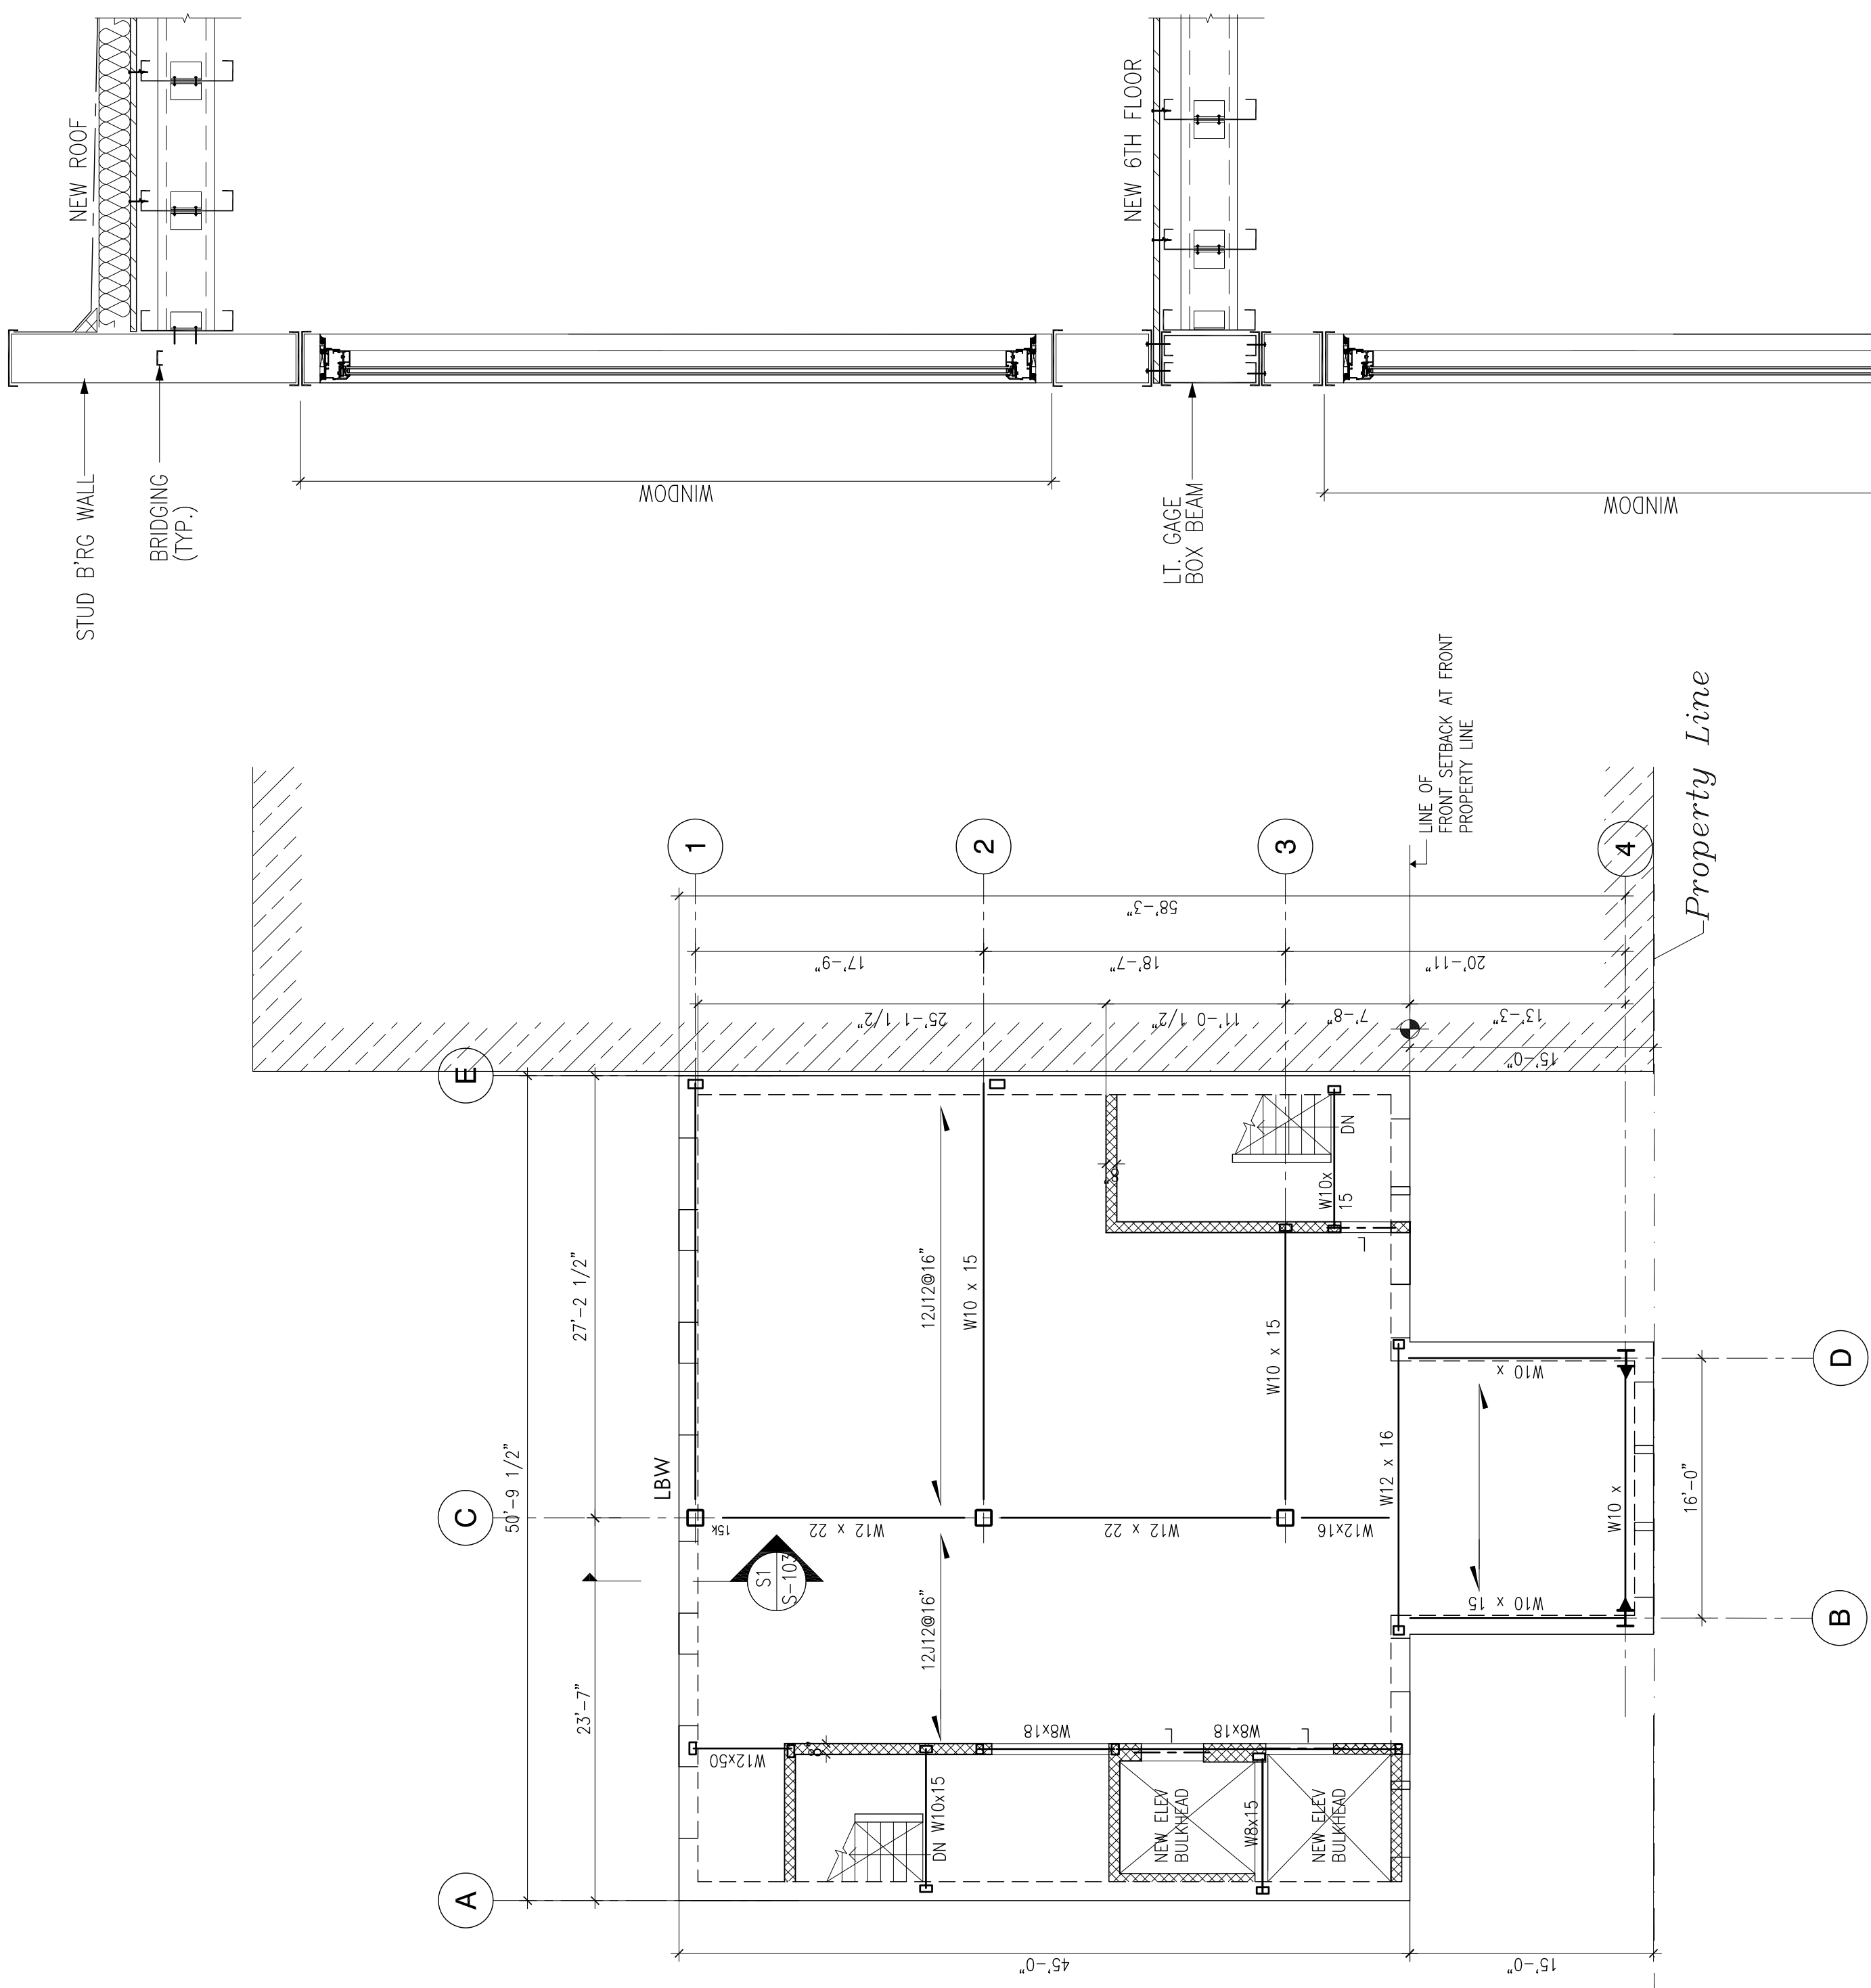 NEW ROOF
STUD B'RG WALL
BRIDGING
(TYP.)
WINDOW
NEW 6TH FLOOR
LT. GAGE
BOX BEAM
WINDOW
LINE OF
FRONT SETBACK AT FRONT
PROPERTY LINE
Property Line
1
2
3
4
58'-3"
17'-9"
18'-7"
20'-11"
25'-1 1/2"
11'-0 1/2"
7'-8"
13'-3"
15'-0"
E
C
A
50'-9 1/2"
27'-2 1/2"
23'-7"
LBW
15k
S1
S-103
12J12@16"
W10 x 15
8"
DN
W10x
15
W10 x 15
W12 x 22
W12 x 22
W12x16
W12 x 16
12J12@16"
W12x50
8"
W8x18
W8x18
DN W10x15
NEW ELEV
BULKHEAD
W8x15
NEW ELEV
BULKHEAD
L
L
L
W10 x
W10 x 15
W10 x
16'-0"
D
B
45'-0"
15'-0"